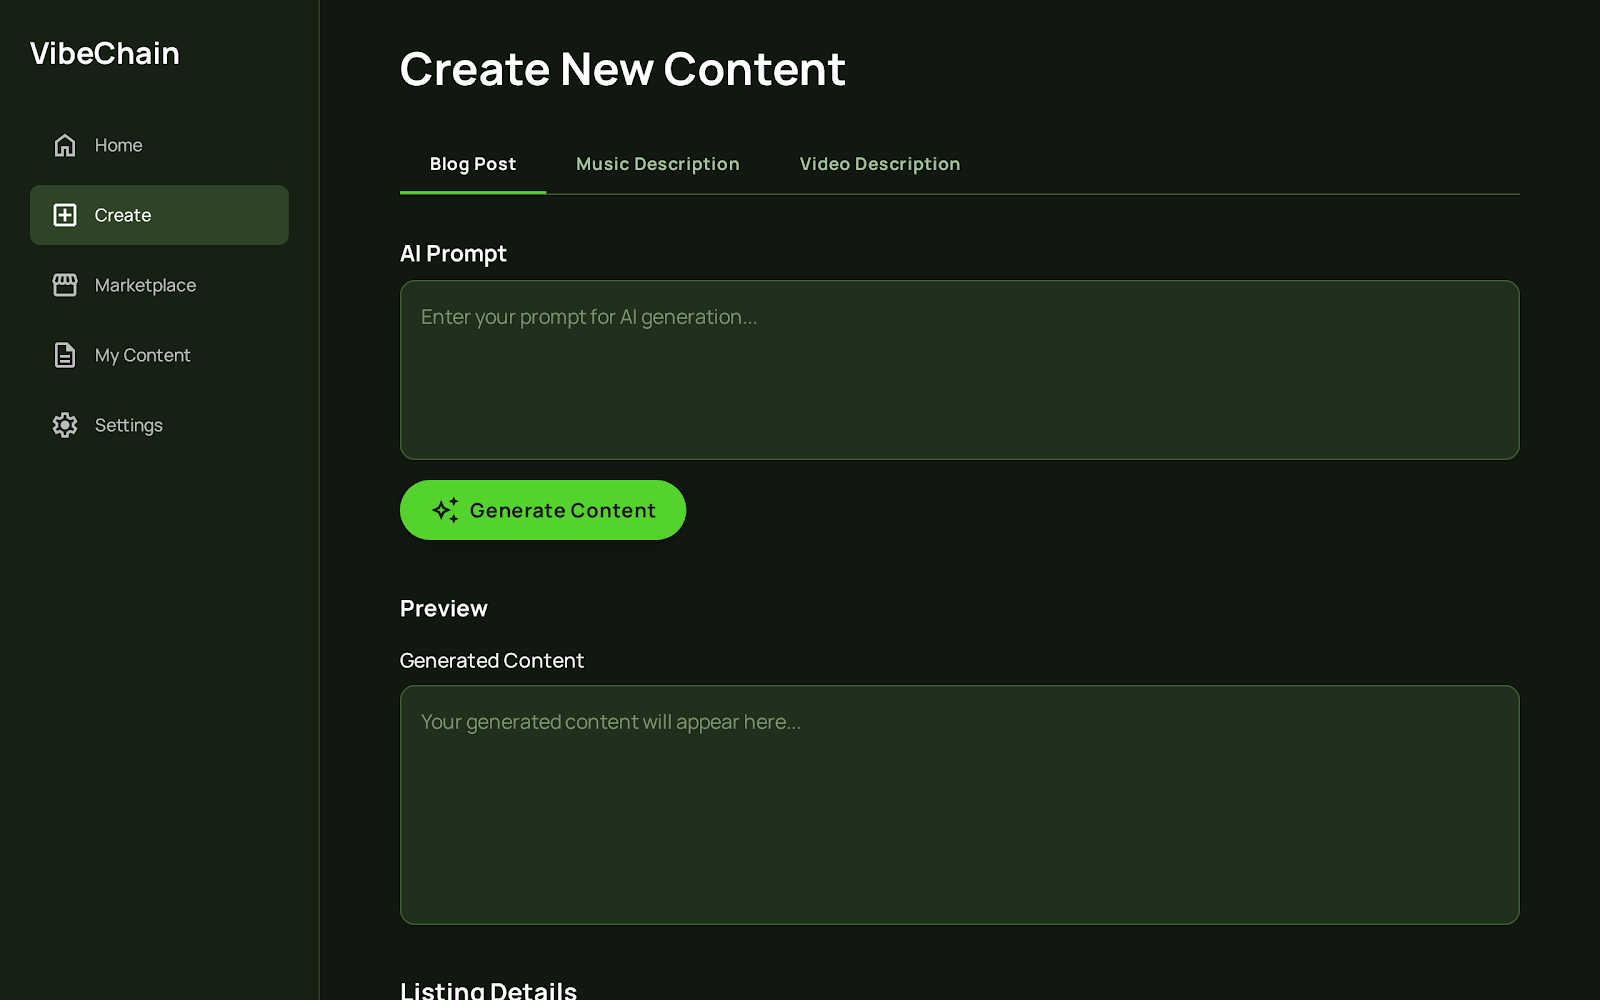 VibeChain
Home
Create
Marketplace
My Content
Settings
Create New Content
Blog Post
Music Description
Video Description
AI Prompt
Enter your prompt for AI generation...
Generate Content
Preview
Generated Content
Your generated content will appear here...
Listing Details